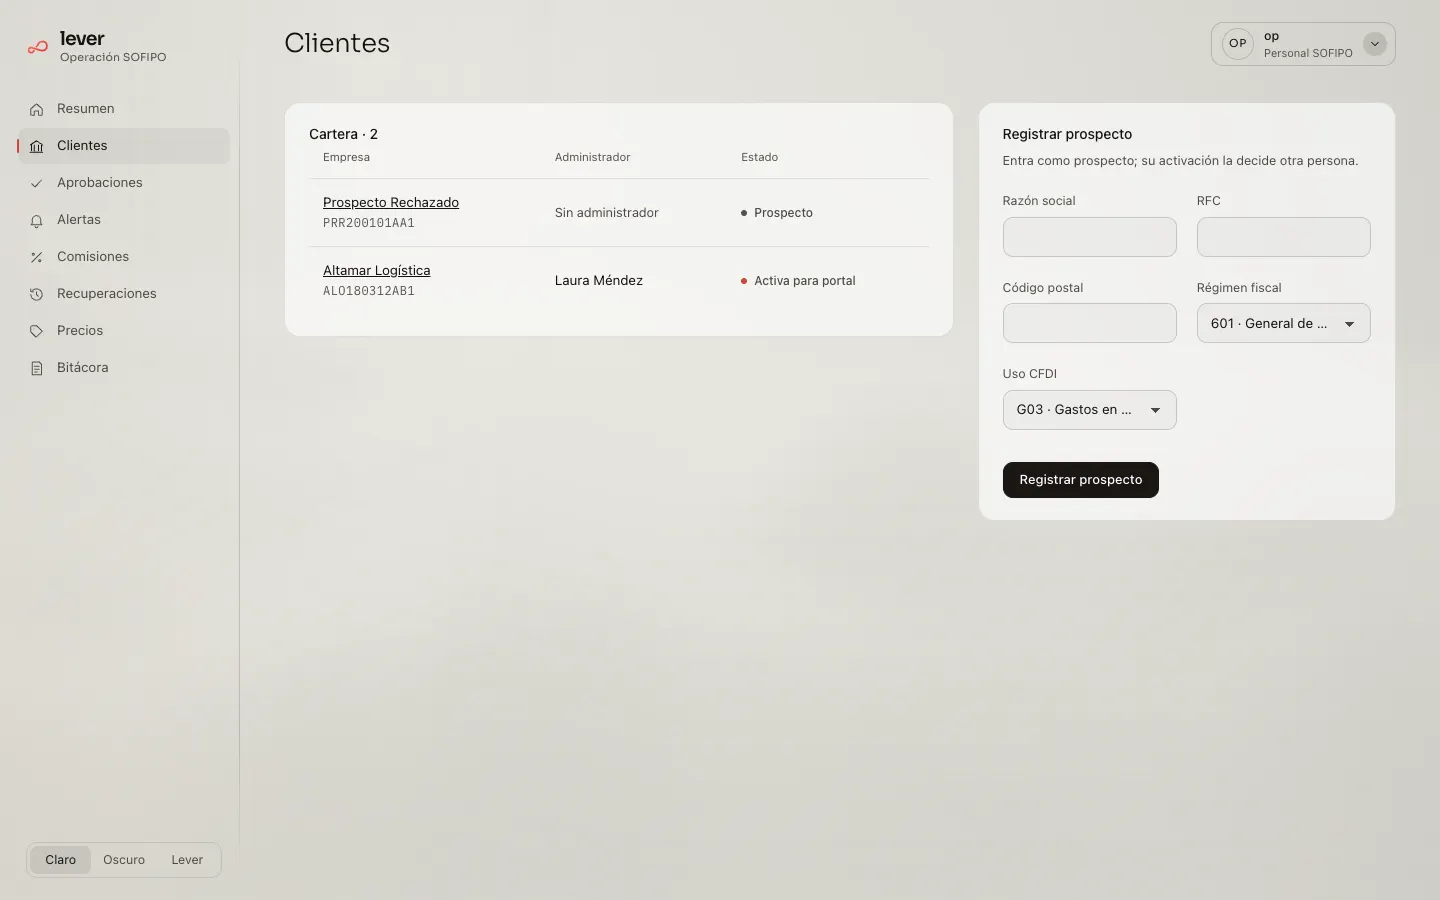 lever
Operación SOFIPO
Resumen
Clientes
Aprobaciones
Alertas
Comisiones
Recuperaciones
Precios
Bitácora
Claro Oscuro Lever
Clientes
OP
op
Personal SOFIPO
Cartera · 2
Empresa Administrador Estado
Prospecto Rechazado
PRR200101AA1
Sin administrador
Prospecto
Altamar Logística
ALO180312AB1
Laura Méndez
Activa para portal
Registrar prospecto
Entra como prospecto; su activación la decide otra persona.
Razón social
RFC
Código postal
Régimen fiscal
601 · General de ...
Uso CFDI
G03 · Gastos en ...
Registrar prospecto